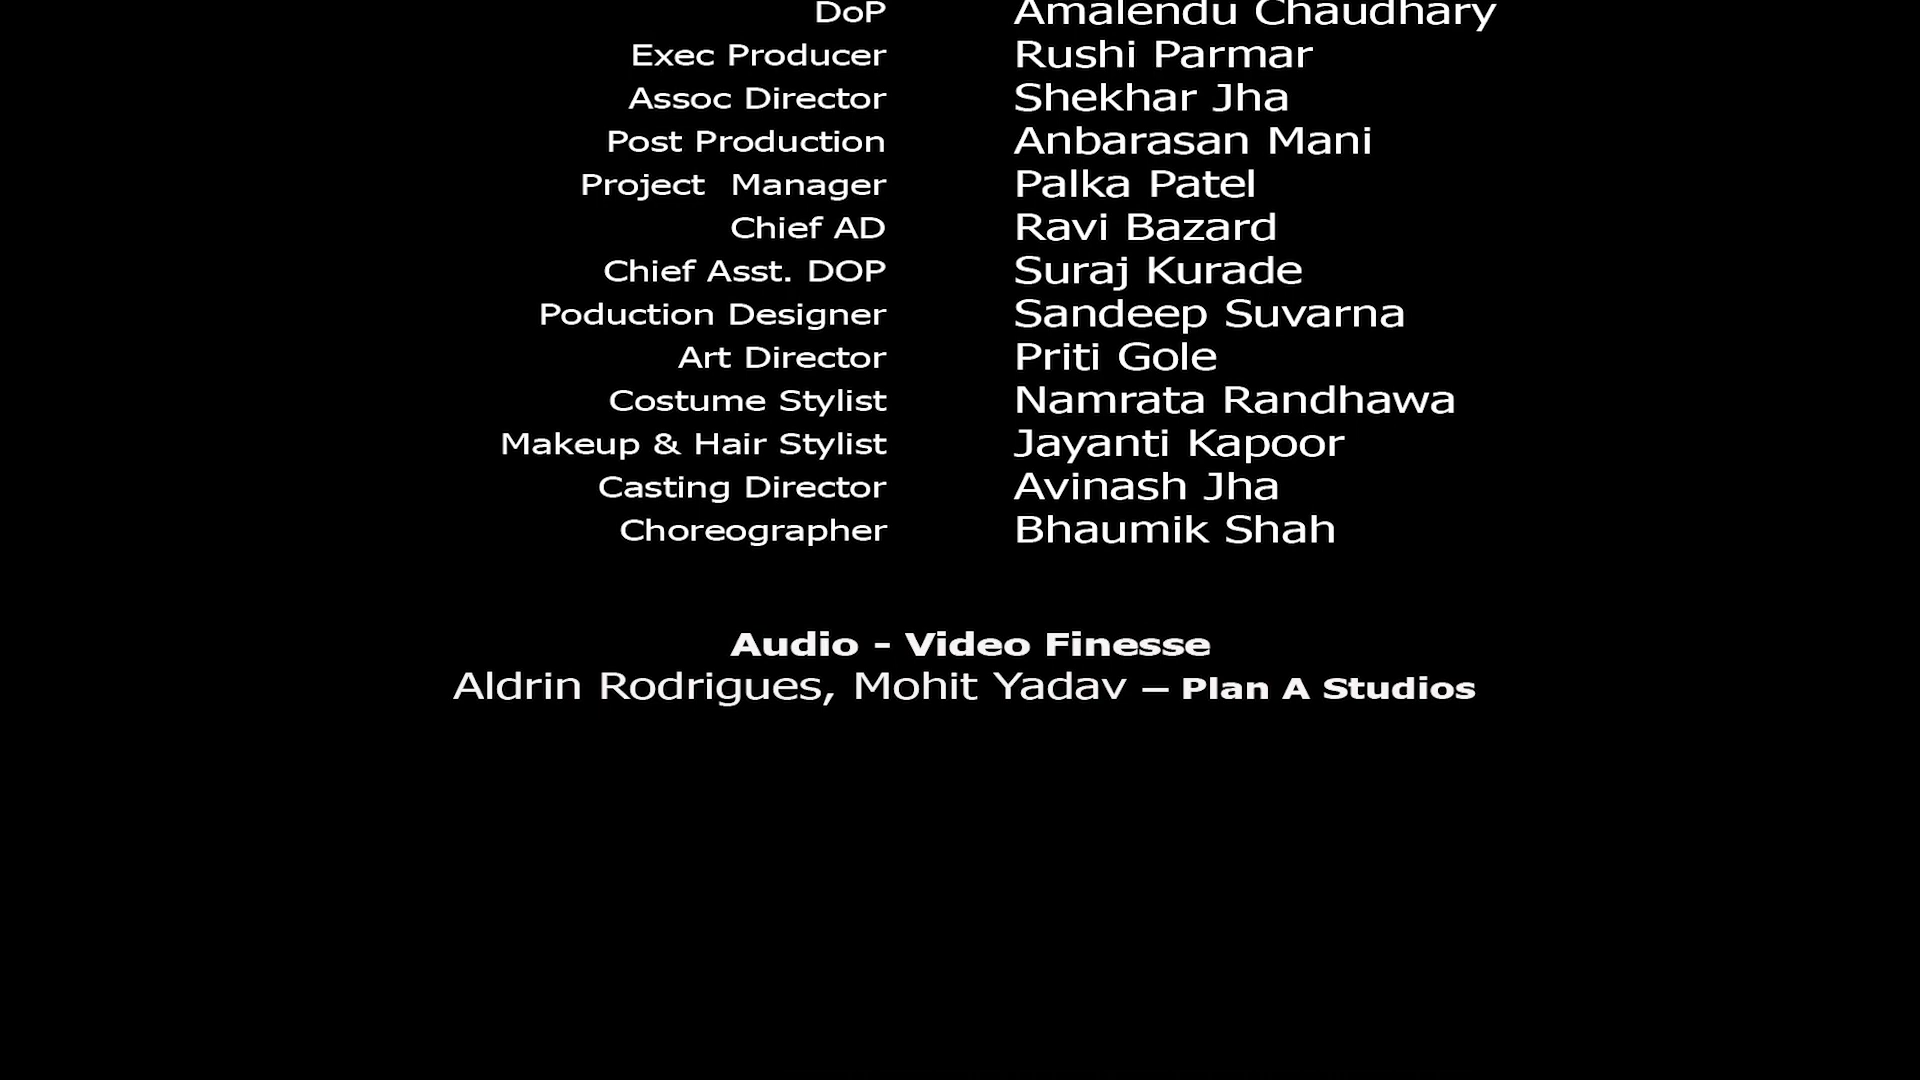 DoP Amalendu Chaudhary
Exec Producer Rushi Parmar
Assoc Director Shekhar Jha
Post Production Anbarasan Mani
Project  Manager Palka Patel
Chief AD Ravi Bazard
Chief Asst. DOP Suraj Kurade
Poduction Designer Sandeep Suvarna
Art Director Priti Gole
Costume Stylist Namrata Randhawa
Makeup & Hair Stylist Jayanti Kapoor
Casting Director Avinash Jha
Choreographer Bhaumik Shah
Audio - Video Finesse
Aldrin Rodrigues, Mohit Yadav – Plan A Studios